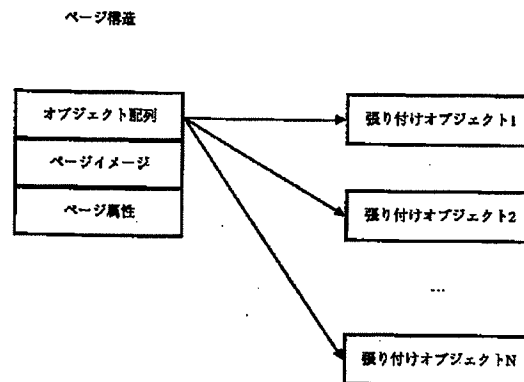 ページ構造
オブジェクト配列
ページイメージ
ページ属性
張り付けオブジェクト1
張り付けオブジェクト2
...
張り付けオブジェクトN